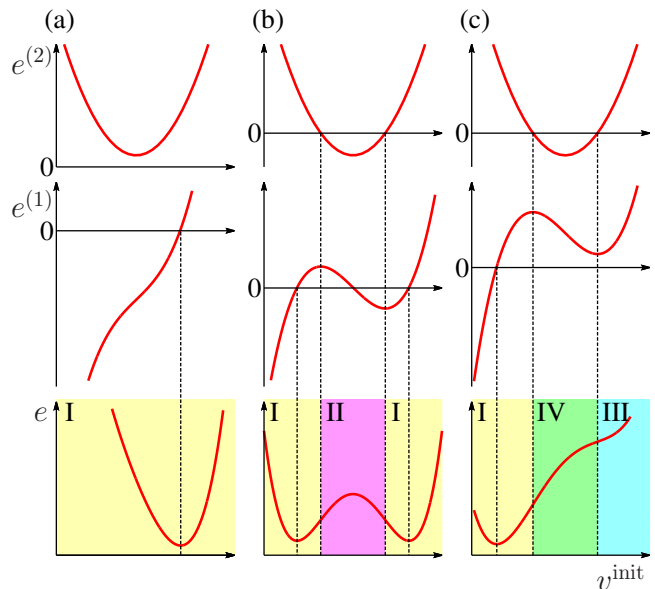 (a) (b) (c)
e^{(2)}
0 0
0
e^{(1)}
0
0
0
e I I II I I IV III
v^{init}